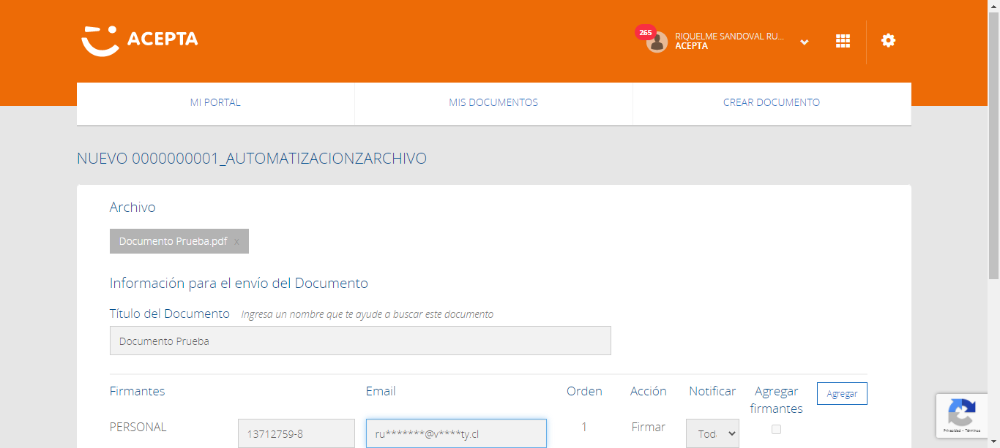 ACEPTA
265
RIQUELME SANDOVAL RU...
ACEPTA
MI PORTAL
MIS DOCUMENTOS
CREAR DOCUMENTO
NUEVO 0000000001_AUTOMATIZACIONZARCHIVO
Archivo
Documento Prueba.pdf x
Información para el envío del Documento
Título del Documento Ingresa un nombre que te ayude a buscar este documento
Documento Prueba
Firmantes Email Orden Acción Notificar Agregar firmantes Agregar
PERSONAL 13712759-8 ru*******@v****ty.cl 1 Firmar Tod
Privacidad - Términos